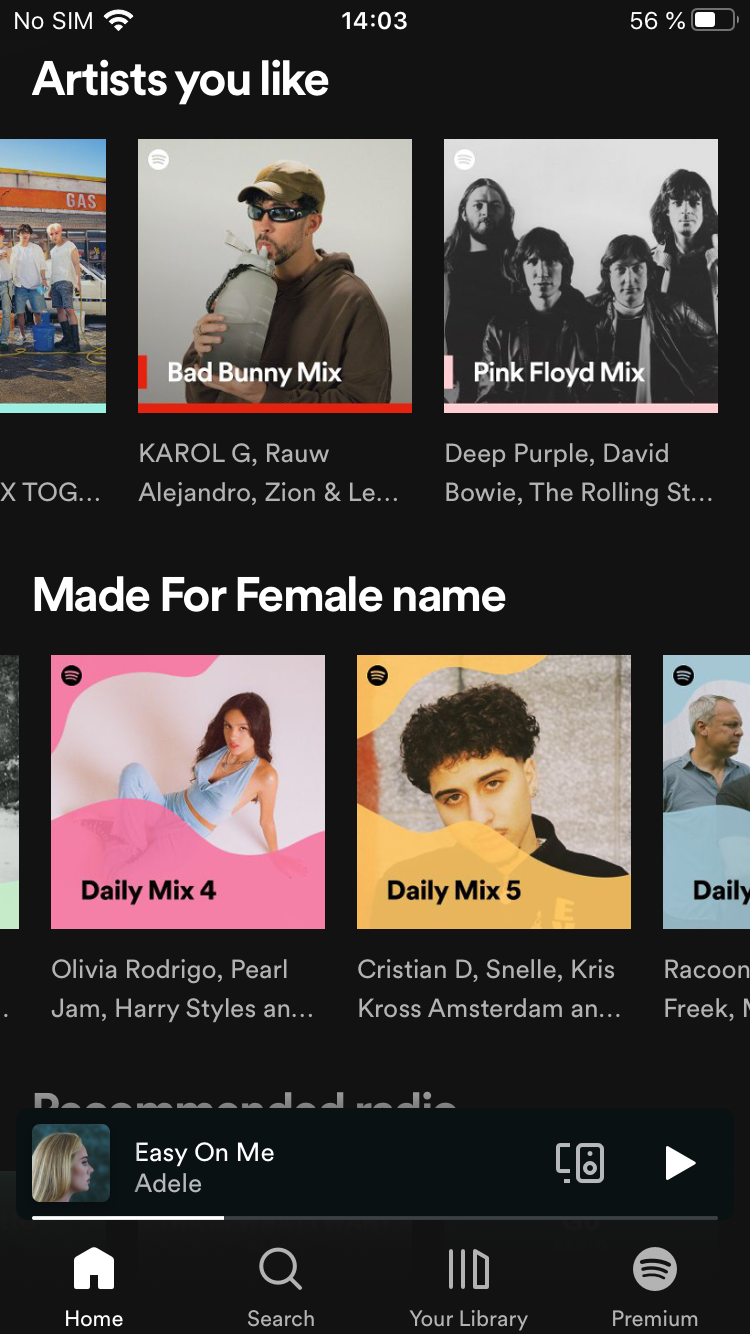 No SIM 14:03 56 %
Artists you like
GAS
Bad Bunny Mix
Pink Floyd Mix
X TOG...
KAROL G, Rauw
Alejandro, Zion & Le...
Deep Purple, David
Bowie, The Rolling St...
Made For Female name
Daily Mix 4
Daily Mix 5
Daily
Olivia Rodrigo, Pearl
Jam, Harry Styles an...
Cristian D, Snelle, Kris
Kross Amsterdam an...
Racoon
Freek, M
Recommended radio
Easy On Me
Adele
Home
Search
Your Library
Premium